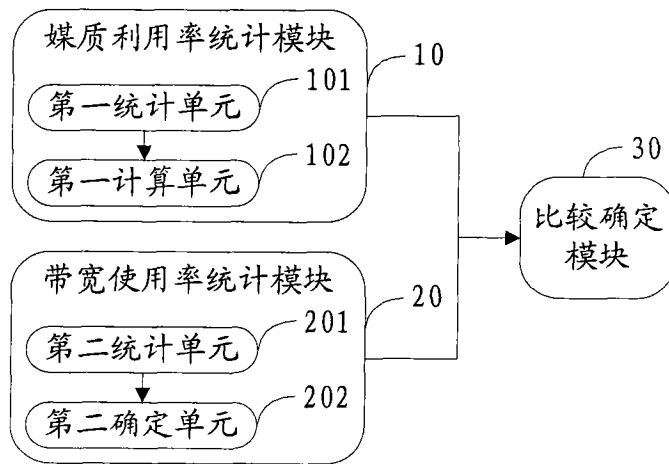 媒质利用率统计模块
10
第一统计单元
101
第一计算单元
102
带宽使用率统计模块
20
第二统计单元
201
第二确定单元
202
30
比较确定
模块